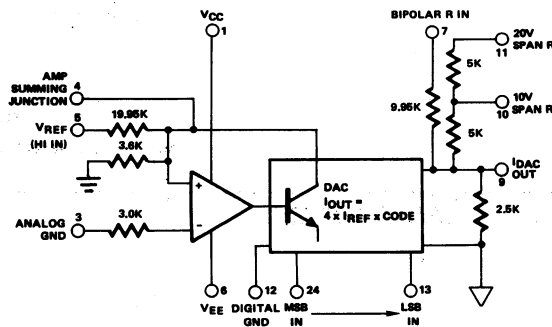 VCC
1
BIPOLAR R IN
7
20V
SPAN R
11
5K
AMP
SUMMING
JUNCTION
4
19.95K
9.95K
10V
SPAN R
10
5
VREF
(HI IN)
3.6K
5K
+
DAC
IOUT =
4 x IREF x CODE
IDAC
OUT
9
ANALOG
GND
3
3.0K
−
2.5K
6
VEE
12
DIGITAL
GND
24
MSB
IN
13
LSB
IN